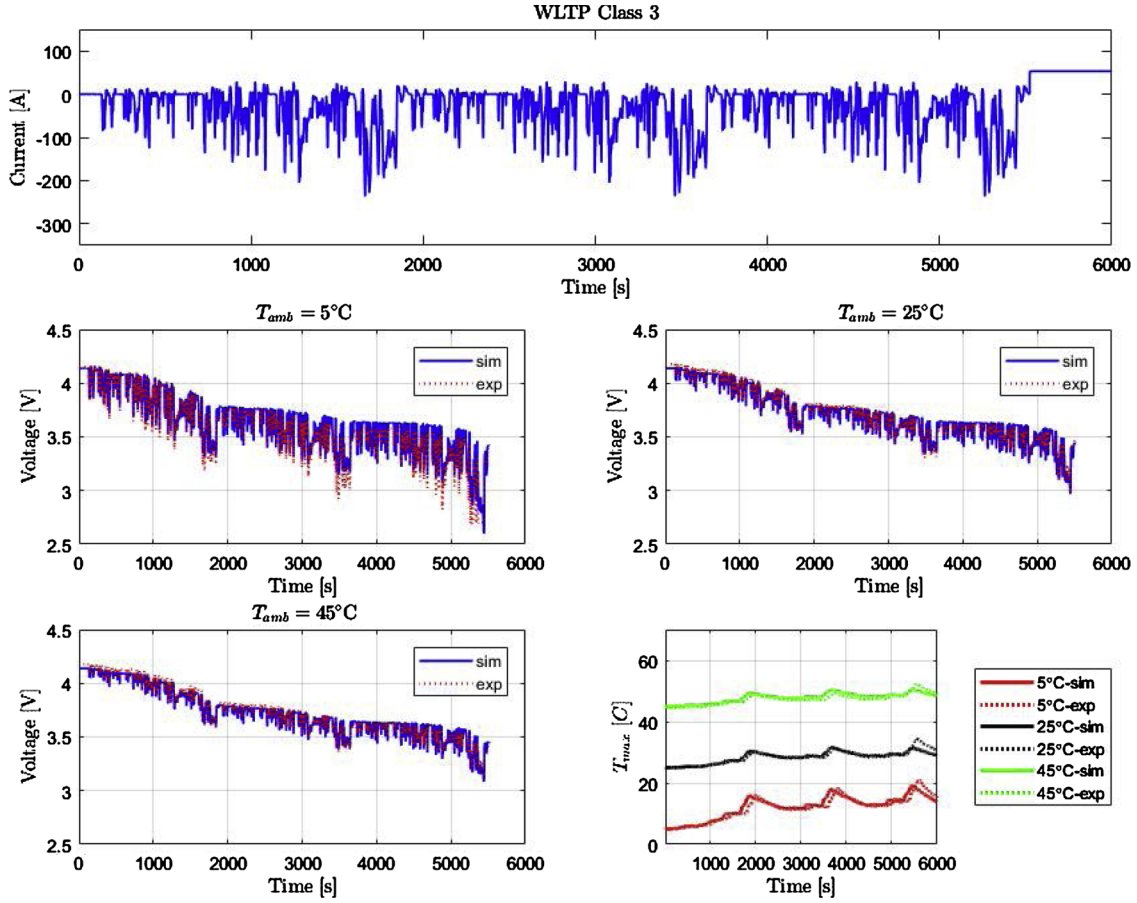 WLTP Class 3
Current [A]
100
0
-100
-200
-300
0 1000 2000 3000 4000 5000 6000
Time [s]
T_amb = 5°C
Voltage [V]
4.5
4
3.5
3
2.5
sim
exp
0 1000 2000 3000 4000 5000 6000
Time [s]
T_amb = 25°C
Voltage [V]
4.5
4
3.5
3
2.5
sim
exp
0 1000 2000 3000 4000 5000 6000
Time [s]
T_amb = 45°C
Voltage [V]
4.5
4
3.5
3
2.5
sim
exp
0 1000 2000 3000 4000 5000 6000
Time [s]
T_max [C]
60
40
20
0
1000 2000 3000 4000 5000 6000
Time [s]
5°C-sim
5°C-exp
25°C-sim
25°C-exp
45°C-sim
45°C-exp